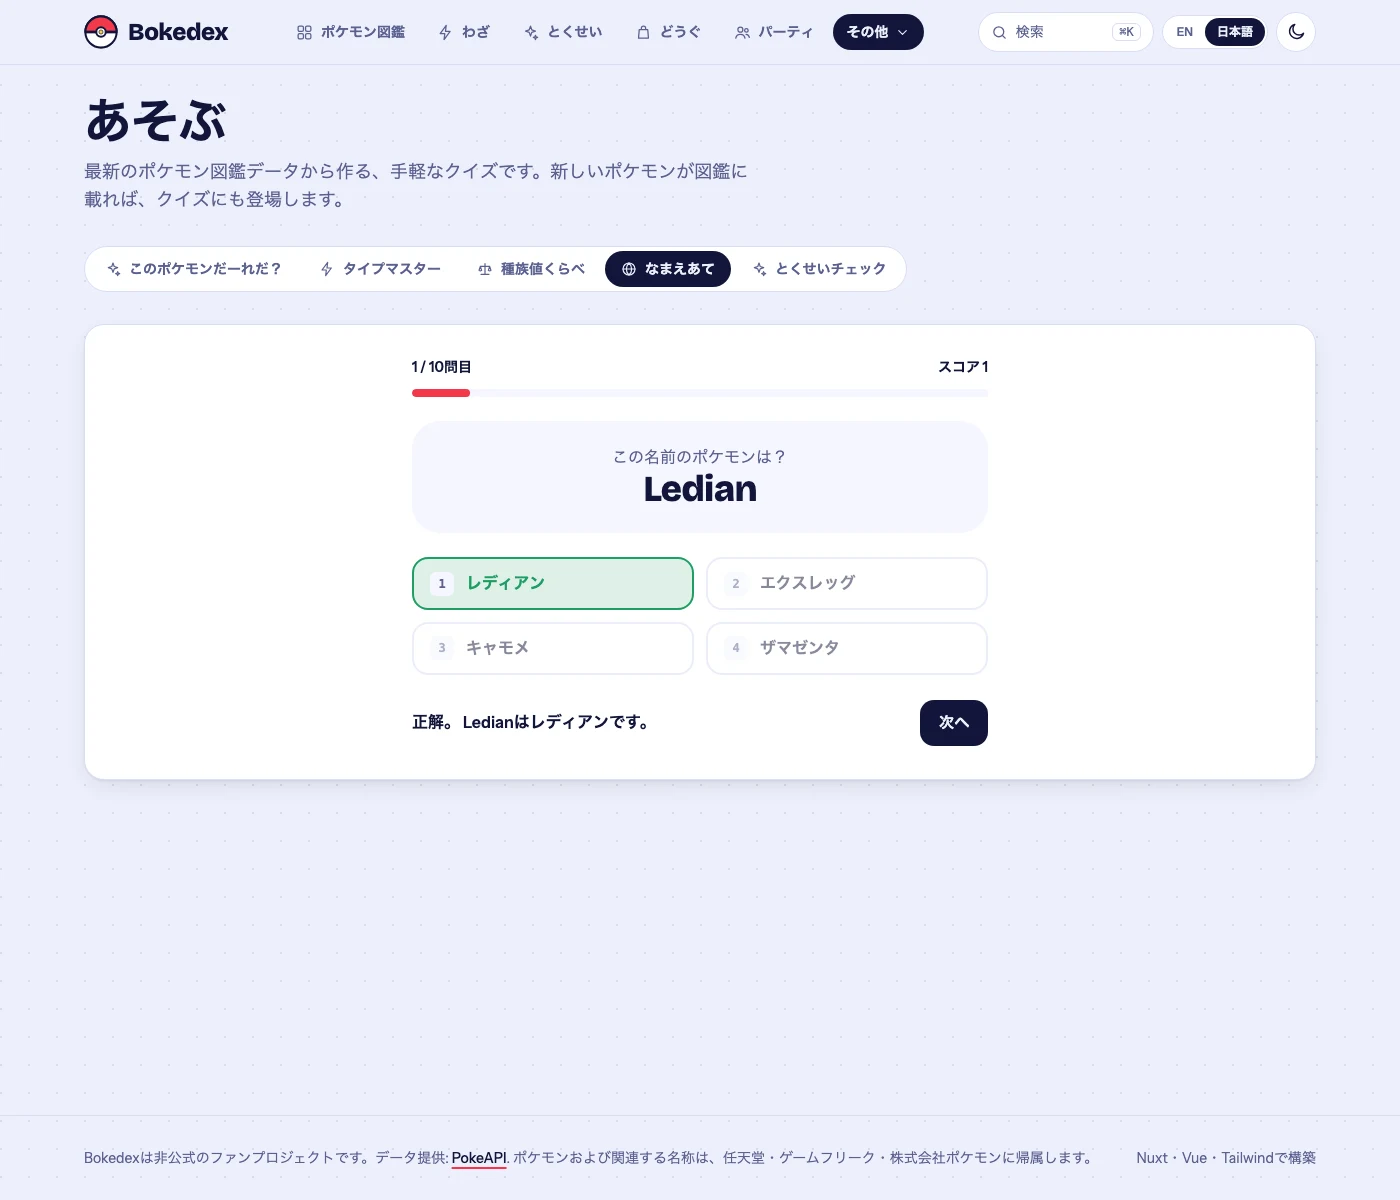 Bokedex
ポケモン図鑑
わざ
とくせい
どうぐ
パーティ
その他
検索
⌘K
EN
日本語
あそぶ
最新のポケモン図鑑データから作る、手軽なクイズです。新しいポケモンが図鑑に
載れば、クイズにも登場します。
このポケモンだーれだ？
タイプマスター
種族値くらべ
なまえあて
とくせいチェック
1 / 10問目
スコア 1
この名前のポケモンは？
Ledian
1 レディアン
2 エクスレッグ
3 キャモメ
4 ザマゼンタ
正解。 Ledianはレディアンです。
次へ
Bokedexは非公式のファンプロジェクトです。データ提供: PokeAPI. ポケモンおよび関連する名称は、任天堂・ゲームフリーク・株式会社ポケモンに帰属します。
Nuxt・Vue・Tailwindで構築